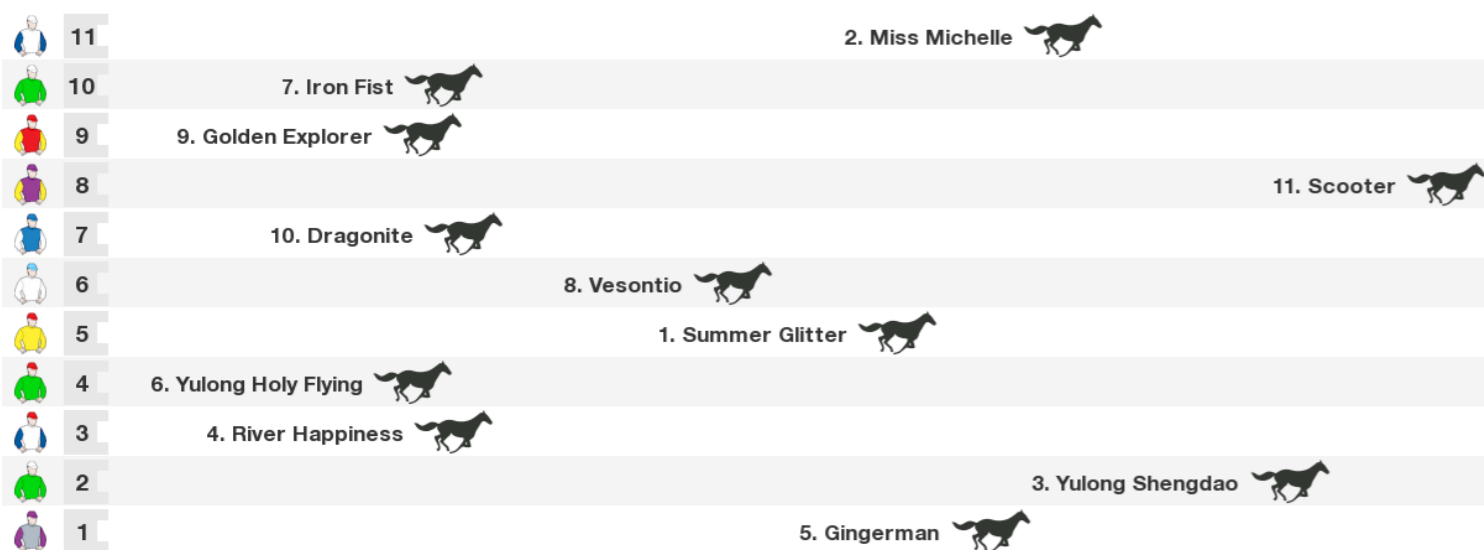 11 2. Miss Michelle
10 7. Iron Fist
9 9. Golden Explorer
8 11. Scooter
7 10. Dragonite
6 8. Vesontio
5 1. Summer Glitter
4 6. Yulong Holy Flying
3 4. River Happiness
2 3. Yulong Shengdao
1 5. Gingerman